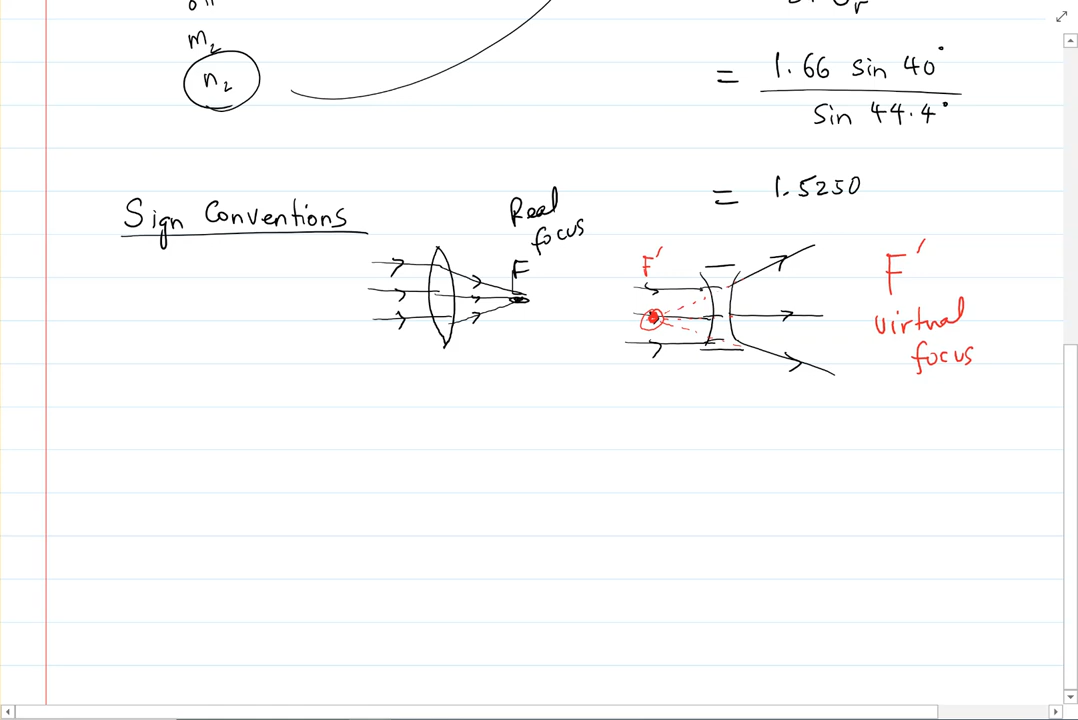 m₂
n₂
= 1.66 sin 40°
sin 44.4°
= 1.5250
Sign Conventions
Real
focus
F
F′
F′
virtual
focus